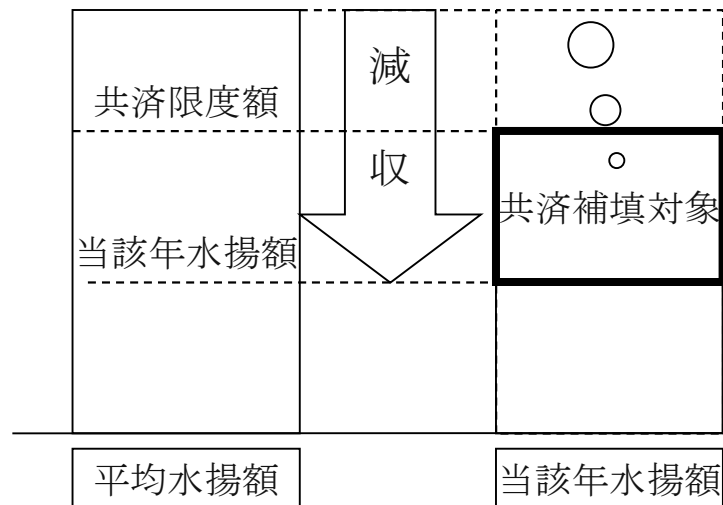 減
共済限度額
収
共済補填対象
当該年水揚額
平均水揚額
当該年水揚額